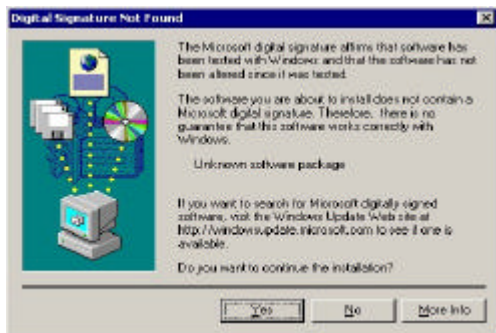 Digital Signature Not Found
The Microsoft digital signature affirms that software has
been tested with Windows and that the software has not
been altered since it was tested.
The software you are about to install does not contain a
Microsoft digital signature. Therefore, there is no
guarantee that this software works correctly with
Windows.
Unknown software package
If you want to search for Microsoft digitally signed
software, visit the Windows Update Web site at
http://windowsupdate.microsoft.com to see if one is
available.
Do you want to continue the installation?
Yes
No
More Info